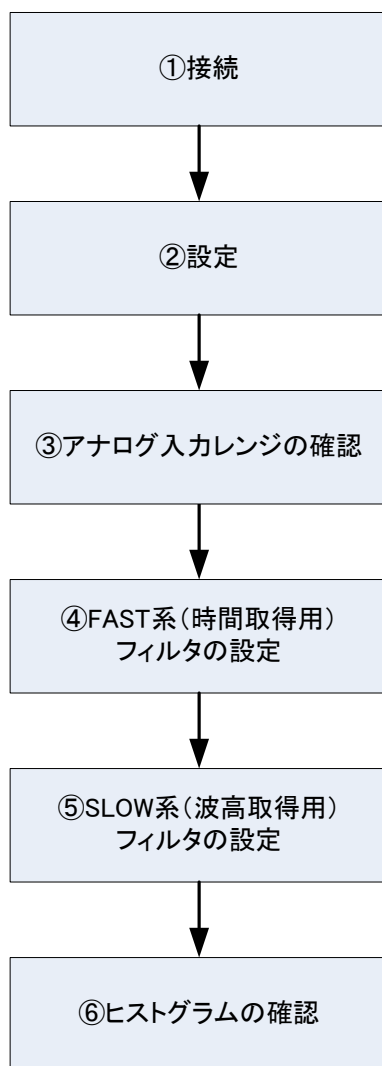 ①接続
②設定
③アナログ入力レンジの確認
④FAST系（時間取得用）
フィルタの設定
⑤SLOW系（波高取得用）
フィルタの設定
⑥ヒストグラムの確認